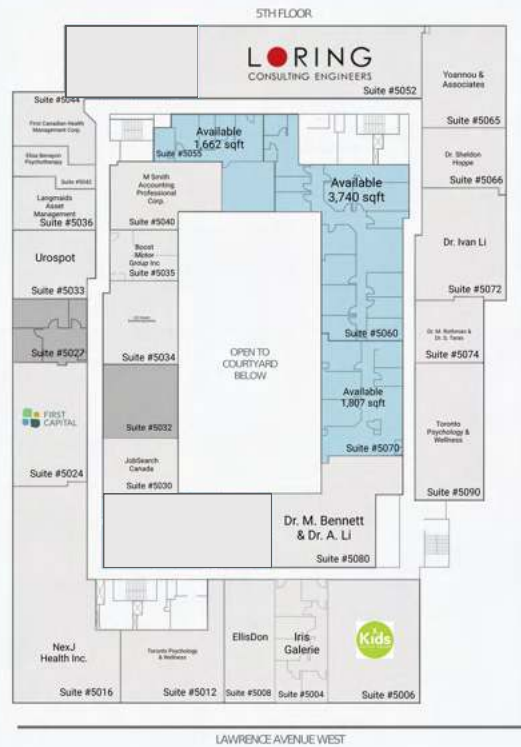 5TH FLOOR
LORING
CONSULTING ENGINEERS
Suite #5052
Yoannou &
Associates
Suite #5065
Suite #5044
First Canadian Health
Management Corp.
Available
1,662 sqft
Suite #5055
Dr. Sheldon
Hoppe
Suite #5066
Psychotherapy
M Smith
Accounting
Professional
Corp.
Suite #5040
Available
3,740 sqft
Langmaids
Asset
Management
Suite #5036
Dr. Ivan Li
Suite #5072
Urospot
Suite #5033
Boost
Motor
Group Inc
Suite #5035
Suite #5027
Suite #5034
OPEN TO
COURTYARD
BELOW
Suite #5060
Dr. M. Rothman &
Dr. G. Taras
Suite #5074
FIRST
CAPITAL
Suite #5024
Suite #5032
Available
1,807 sqft
Suite #5070
Toronto
Psychology &
Wellness
Suite #5090
JobSearch
Canada
Suite #5030
Dr. M. Bennett
& Dr. A. Li
Suite #5080
NexJ
Health Inc.
Suite #5016
Toronto Psychology
& Wellness
Suite #5012
EllisDon
Suite #5008
Iris
Galerie
Suite #5004
Kids
Suite #5006
LAWRENCE AVENUE WEST